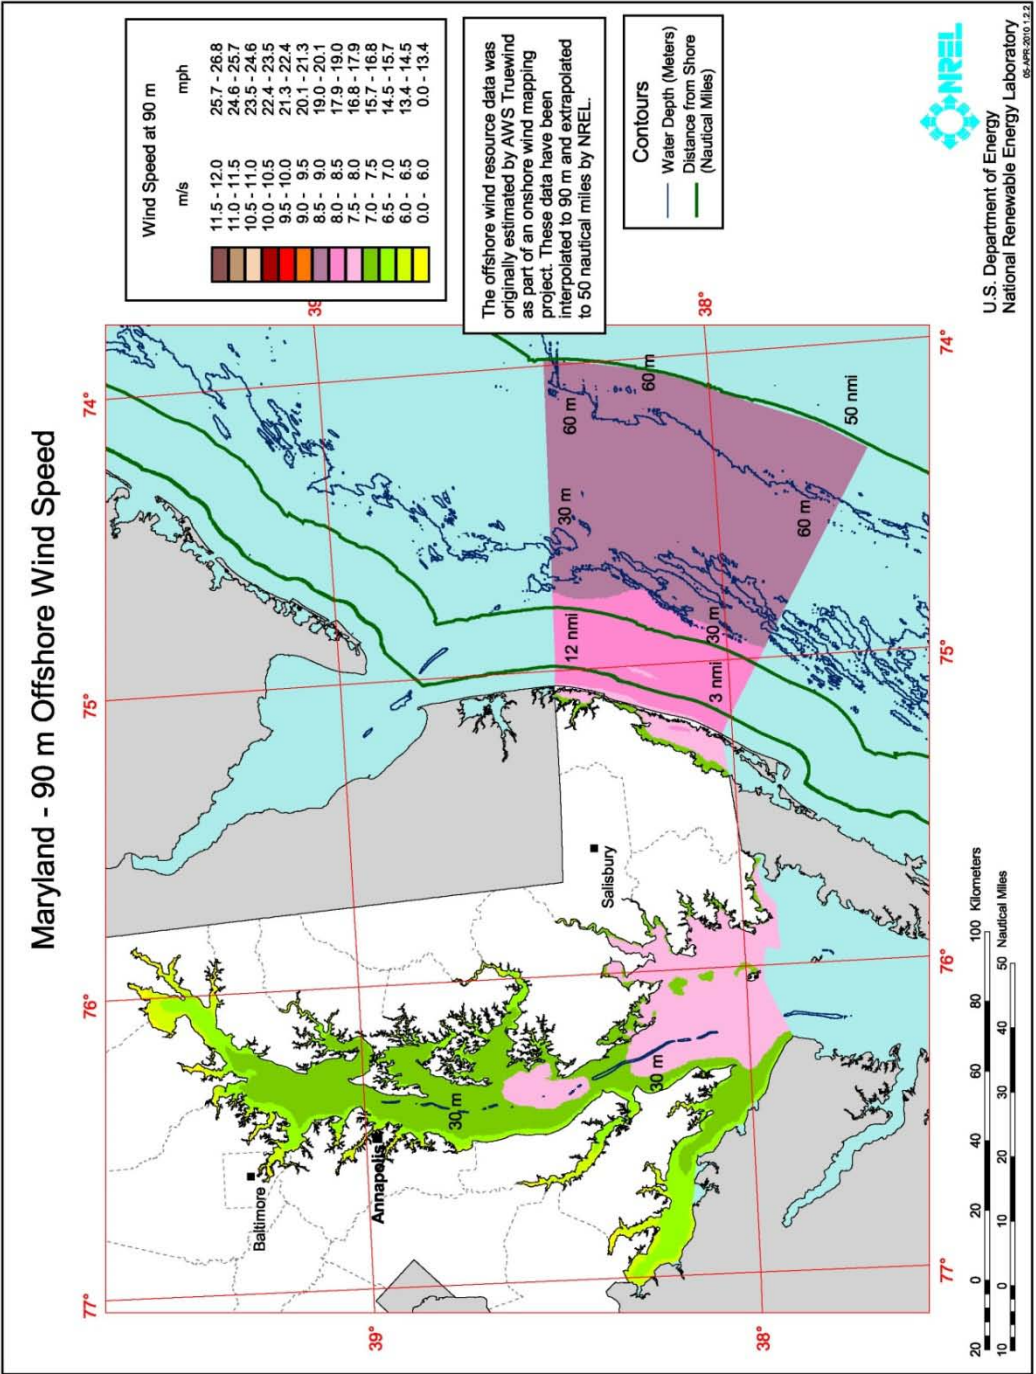 Maryland - 90 m Offshore Wind Speed
Wind Speed at 90 m
m/s mph
11.5 - 12.0 25.7 - 26.8
11.0 - 11.5 24.6 - 25.7
10.5 - 11.0 23.5 - 24.6
10.0 - 10.5 22.4 - 23.5
9.5 - 10.0 21.3 - 22.4
9.0 - 9.5 20.1 - 21.3
8.5 - 9.0 19.0 - 20.1
8.0 - 8.5 17.9 - 19.0
7.5 - 8.0 16.8 - 17.9
7.0 - 7.5 15.7 - 16.8
6.5 - 7.0 14.5 - 15.7
6.0 - 6.5 13.4 - 14.5
0.0 - 6.0 0.0 - 13.4
The offshore wind resource data was
originally estimated by AWS Truewind
as part of an onshore wind mapping
project. These data have been
interpolated to 90 m and extrapolated
to 50 nautical miles by NREL.
Contours
Water Depth (Meters)
Distance from Shore
(Nautical Miles)
NREL
U.S. Department of Energy
National Renewable Energy Laboratory
05-APR-2010 1.2.2
77°
76°
75°
74°
39°
39
Baltimore
Annapolis
30 m
Salisbury
30 m
12 nmi
30 m
60 m
60 m
3 nmi
30 m
60 m
50 nmi
38°
38°
77°
76°
75°
74°
20 0 20 40 60 80 100 Kilometers
10 0 10 20 30 40 50 Nautical Miles